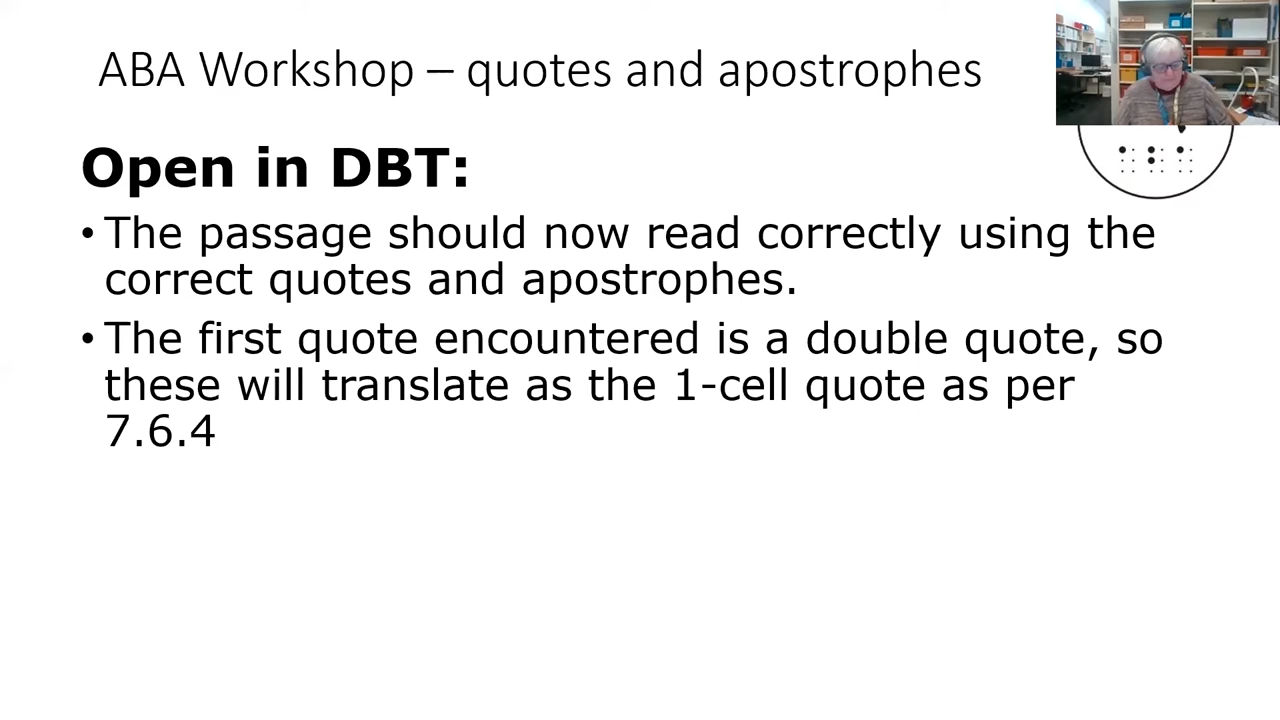 ABA Workshop – quotes and apostrophes
Open in DBT:
• The passage should now read correctly using the
correct quotes and apostrophes.
• The first quote encountered is a double quote, so
these will translate as the 1-cell quote as per
7.6.4